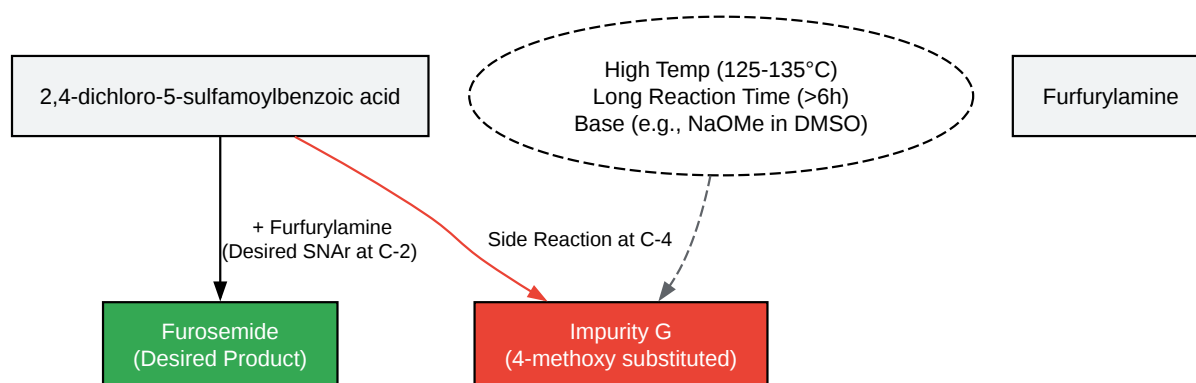 2,4-dichloro-5-sulfamoylbenzoic acid
High Temp (125-135°C)
Long Reaction Time (>6h)
Base (e.g., NaOMe in DMSO)
Furfurylamine
+ Furfurylamine
(Desired SNAr at C-2)
Side Reaction at C-4
Furosemide
(Desired Product)
Impurity G
(4-methoxy substituted)